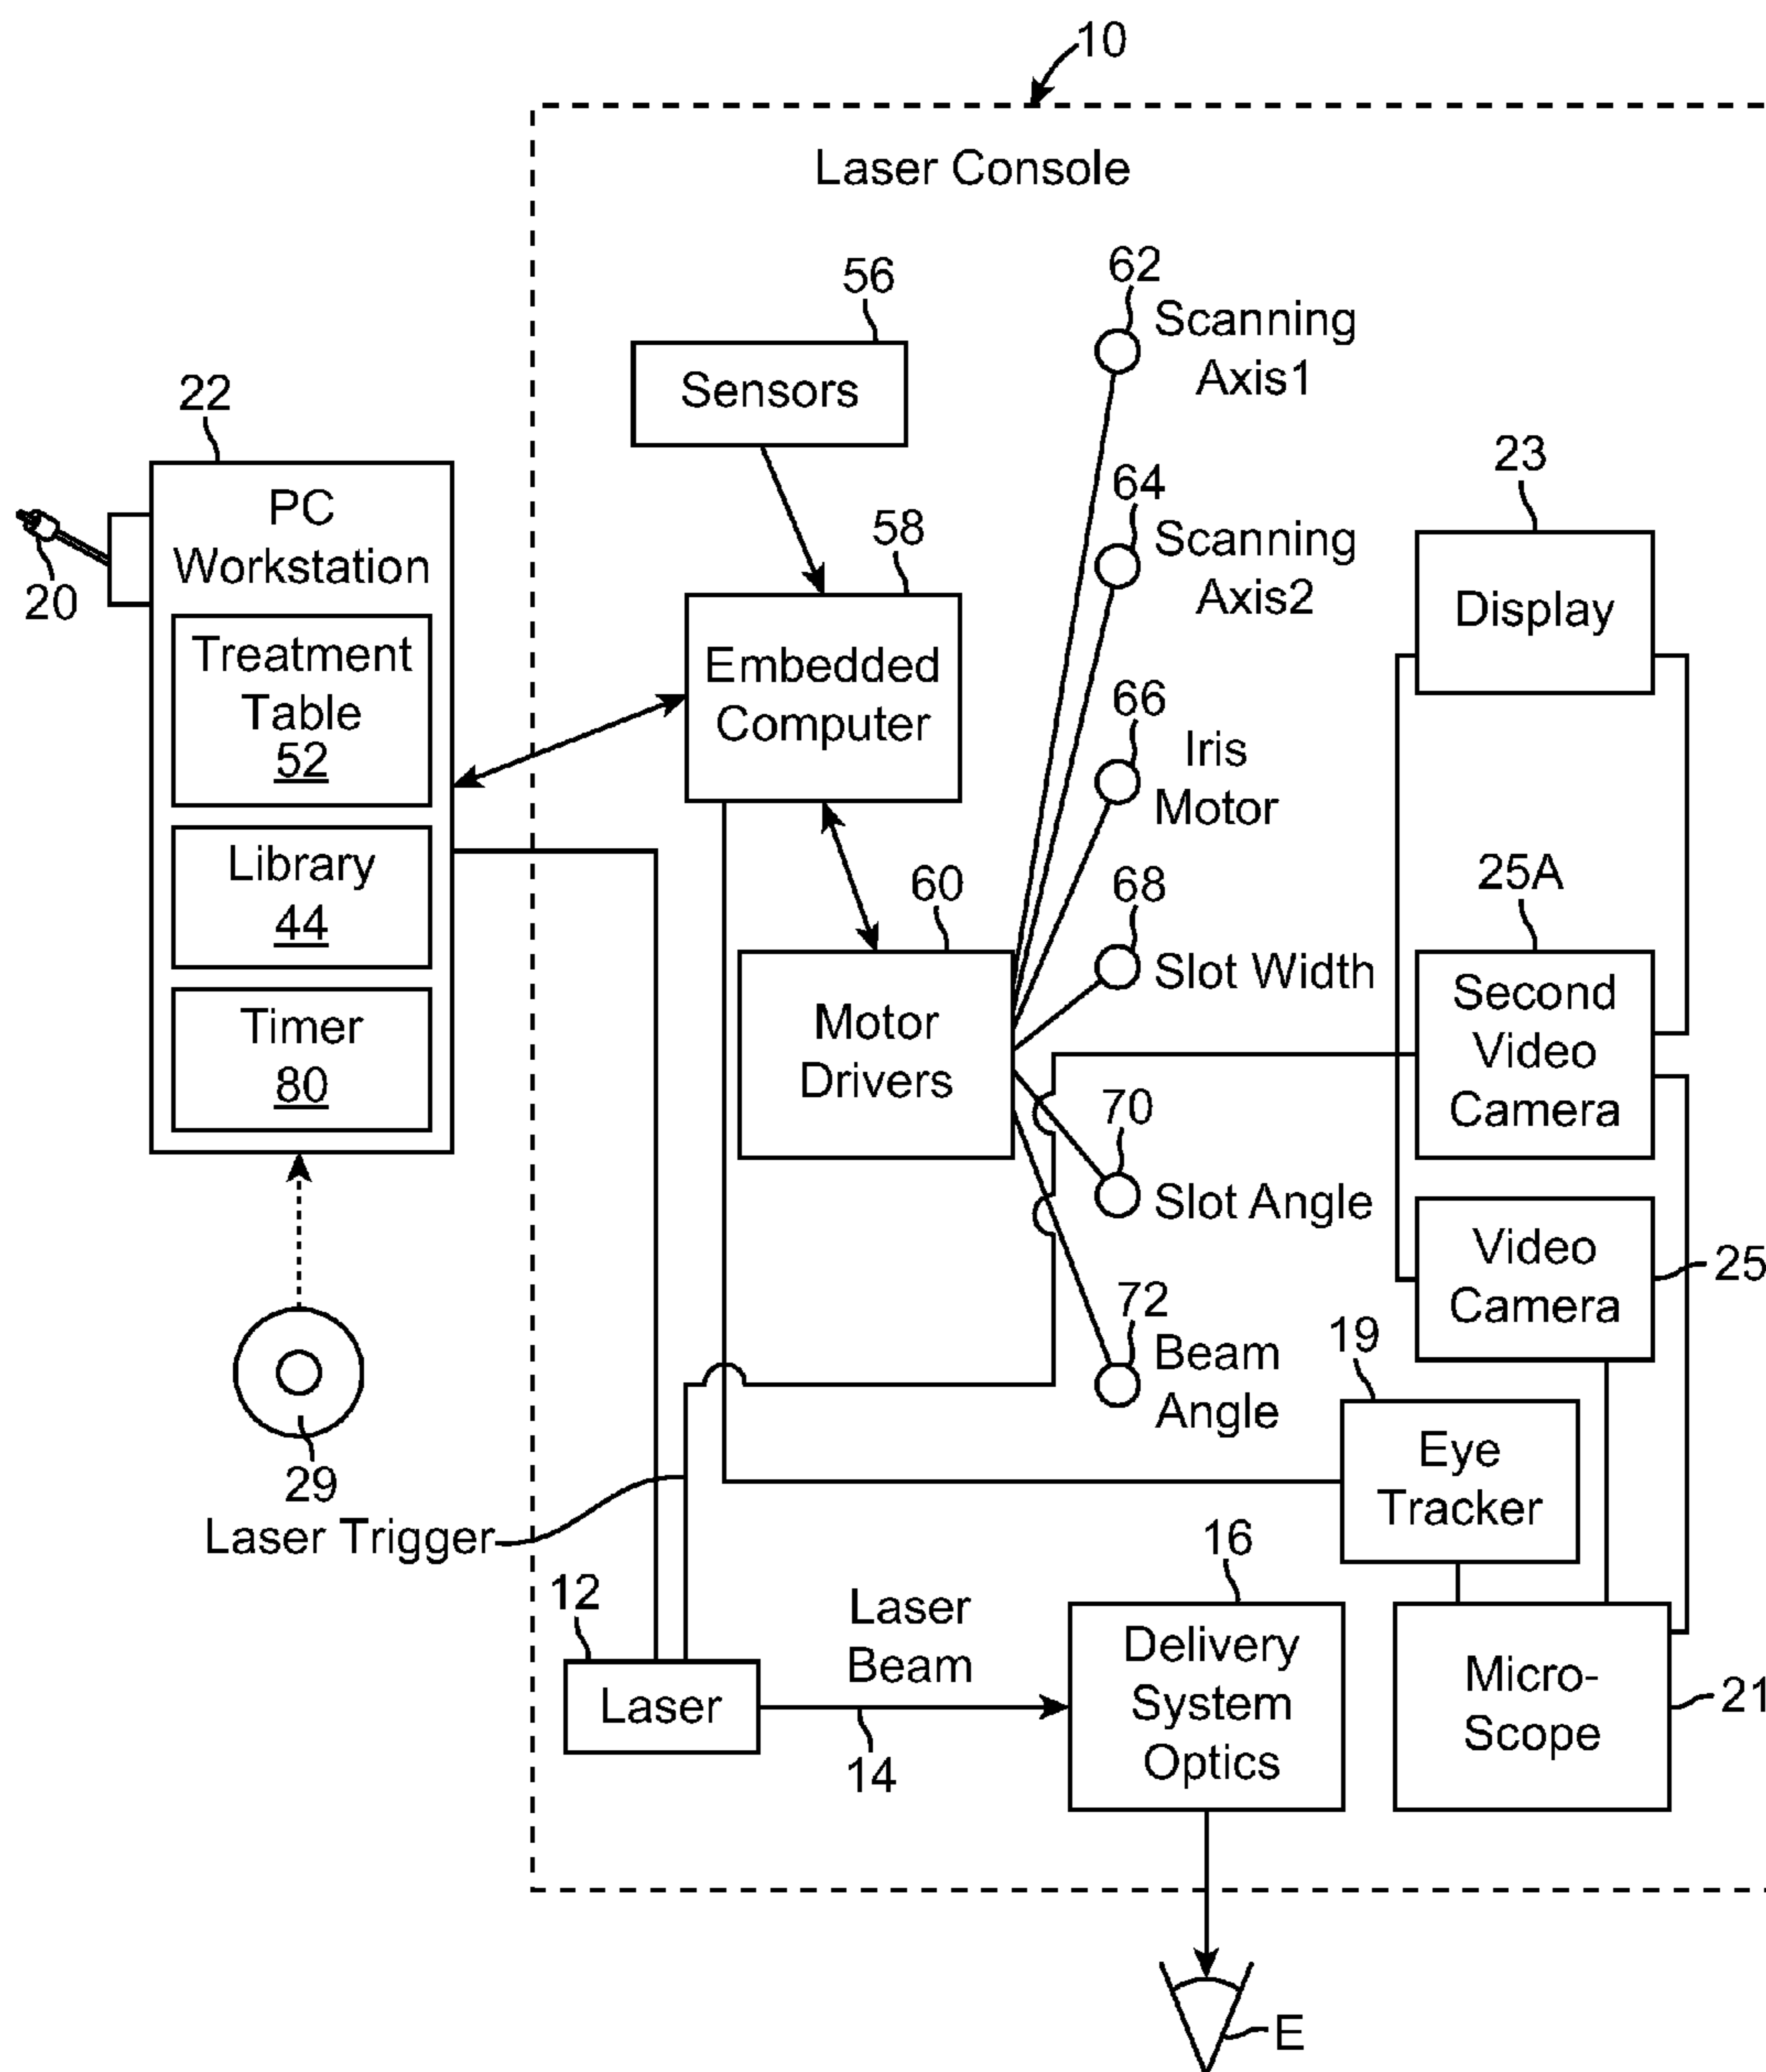 10
Laser Console
62
Scanning
Axis1
56
Sensors
22
PC
Workstation
20
64
Scanning
Axis2
23
Display
58
Embedded
Computer
Treatment
Table
52
66
Iris
Motor
Library
44
60
Motor
Drivers
68
Slot Width
25A
Second
Video
Camera
Timer
80
70
Slot Angle
Video
Camera
25
72
Beam
Angle
19
Eye
Tracker
29
Laser Trigger
12
Laser
Laser
Beam
14
16
Delivery
System
Optics
Micro-
Scope
21
E